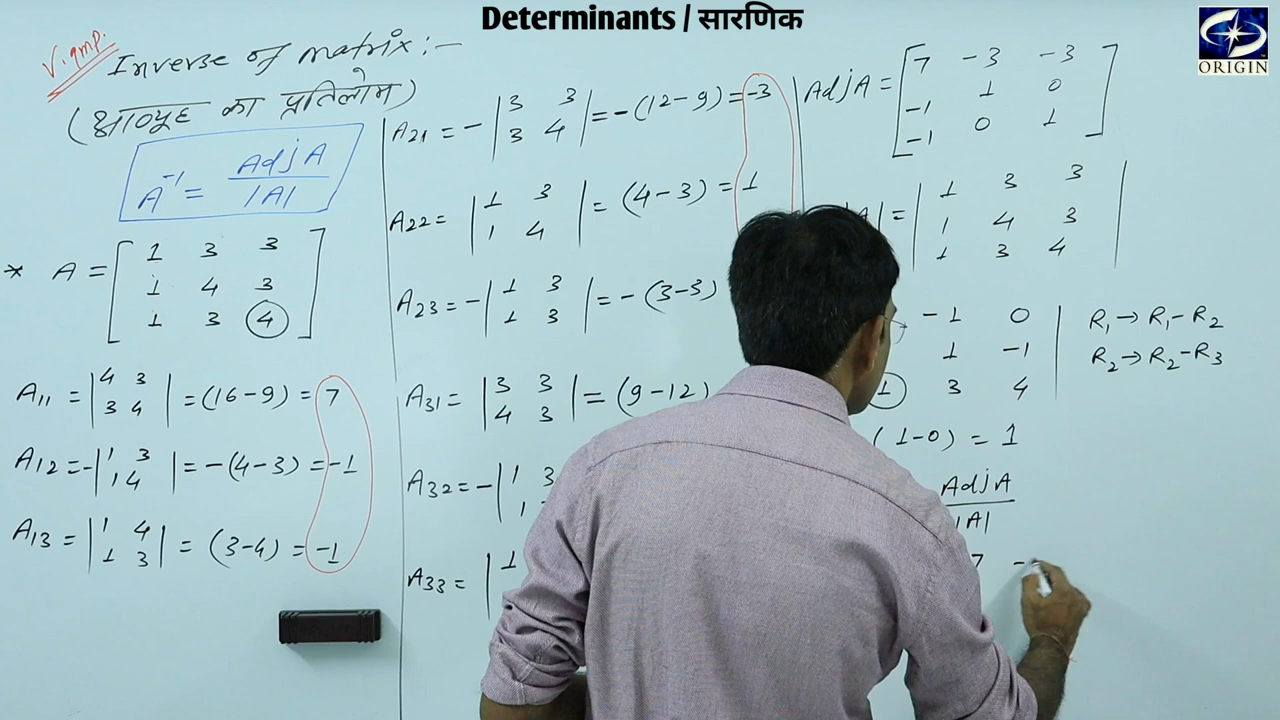 Determinants / सारणिक
ORIGIN
V. Imp.
Inverse of matrix :-
(आव्यूह का प्रतिलोम)
A⁻¹ = Adj A / |A|
* A = [ 1 3 3
1 4 3
1 3 4 ]
A11 = | 4 3 | = (16-9) = 7
3 4
A12 = - | 1 3 | = -(4-3) = -1
1 4
A13 = | 1 4 | = (3-4) = -1
1 3
A21 = - | 3 3 | = -(12-9) = -3
3 4
A22 = | 1 3 | = (4-3) = 1
1 4
A23 = - | 1 3 | = -(3-3)
1 3
A31 = | 3 3 | = (9-12)
4 3
A32 = - | 1 3
1
A33 = | 1
Adj A = [ 7 -3 -3
-1 1 0
-1 0 1 ]
A| = | 1 3 3 |
1 4 3
1 3 4
-1 0 | R₁ → R₁-R₂
1 -1 | R₂ → R₂-R₃
1 3 4
(1-0) = 1
Adj A
|A|
7 -